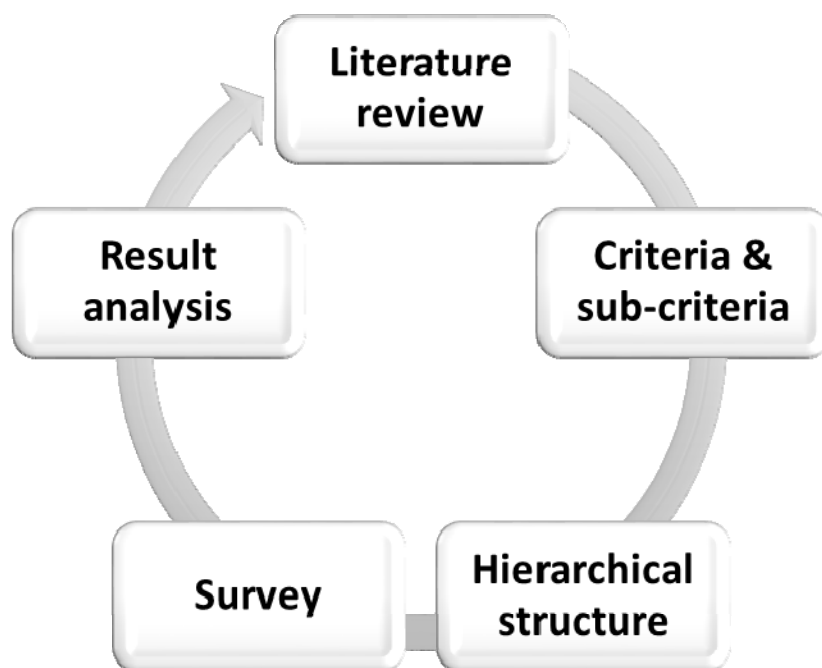 Literature
review
Criteria &
sub-criteria
Hierarchical
structure
Survey
Result
analysis